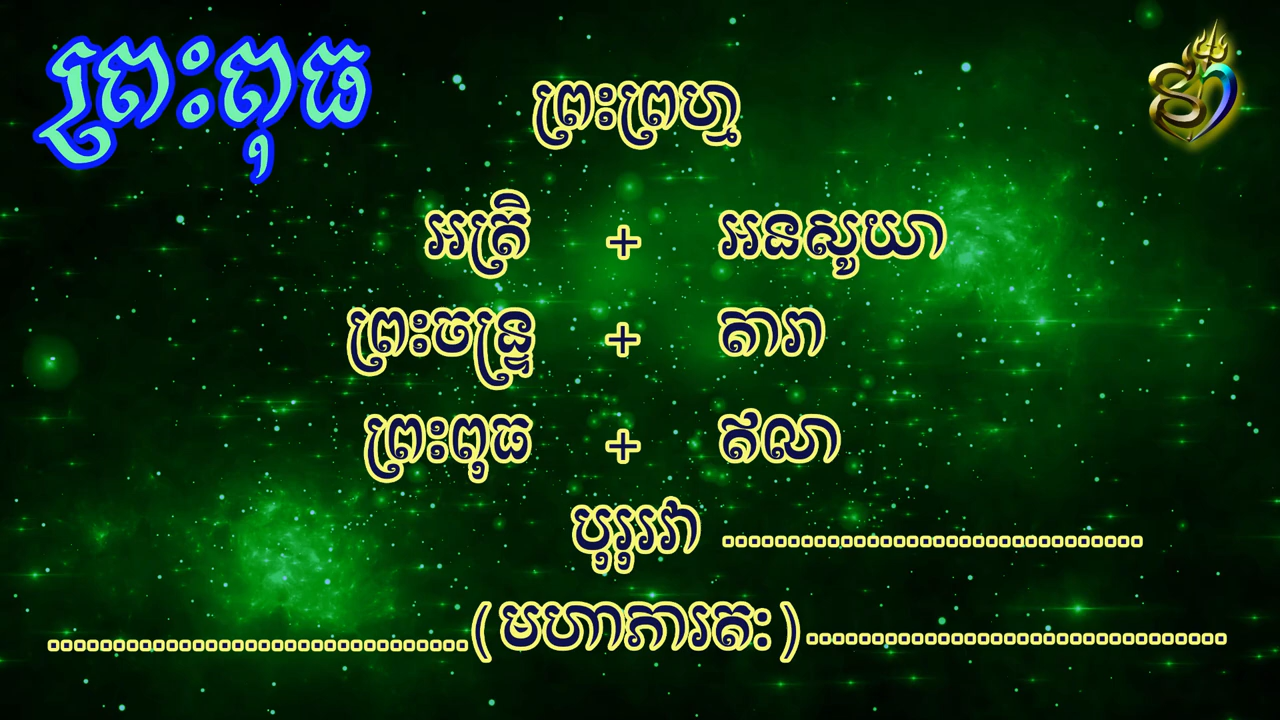 ព្រះពុធ
ព្រះព្រហ្ម
អត្រិ + អនសូយា
ព្រះចន្ទ្រ + តារា
ព្រះពុធ + ឥលា
បុរុរវា ................................
................................(មហាភារតះ)................................